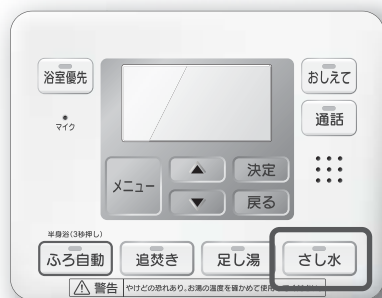 浴室優先
おしえて
マイク
通話
メニュー
▲
決定
▼
戻る
半身浴(3秒押し)
ふろ自動
追焚き
足し湯
さし水
警告 やけどの恐れあり。お湯の温度を確かめて使用